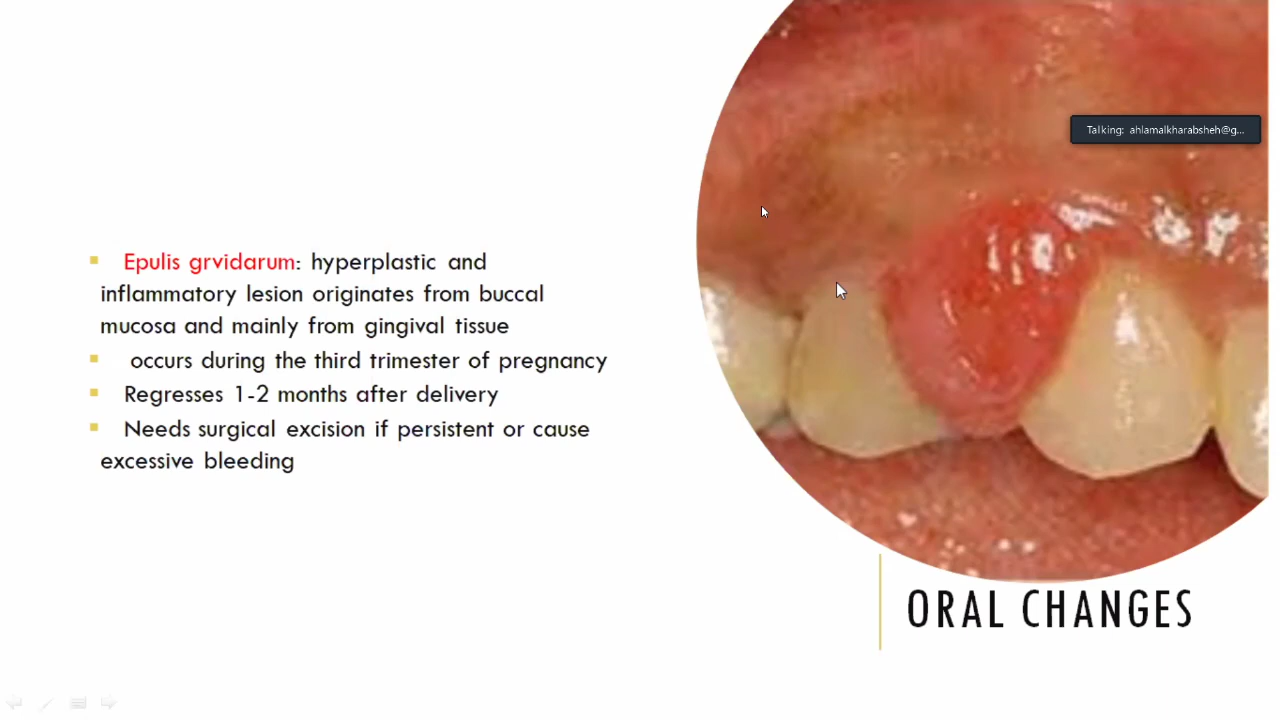 Talking: ahlamalkharabsheh@g...
Epulis grvidarum: hyperplastic and
inflammatory lesion originates from buccal
mucosa and mainly from gingival tissue
occurs during the third trimester of pregnancy
Regresses 1-2 months after delivery
Needs surgical excision if persistent or cause
excessive bleeding
ORAL CHANGES